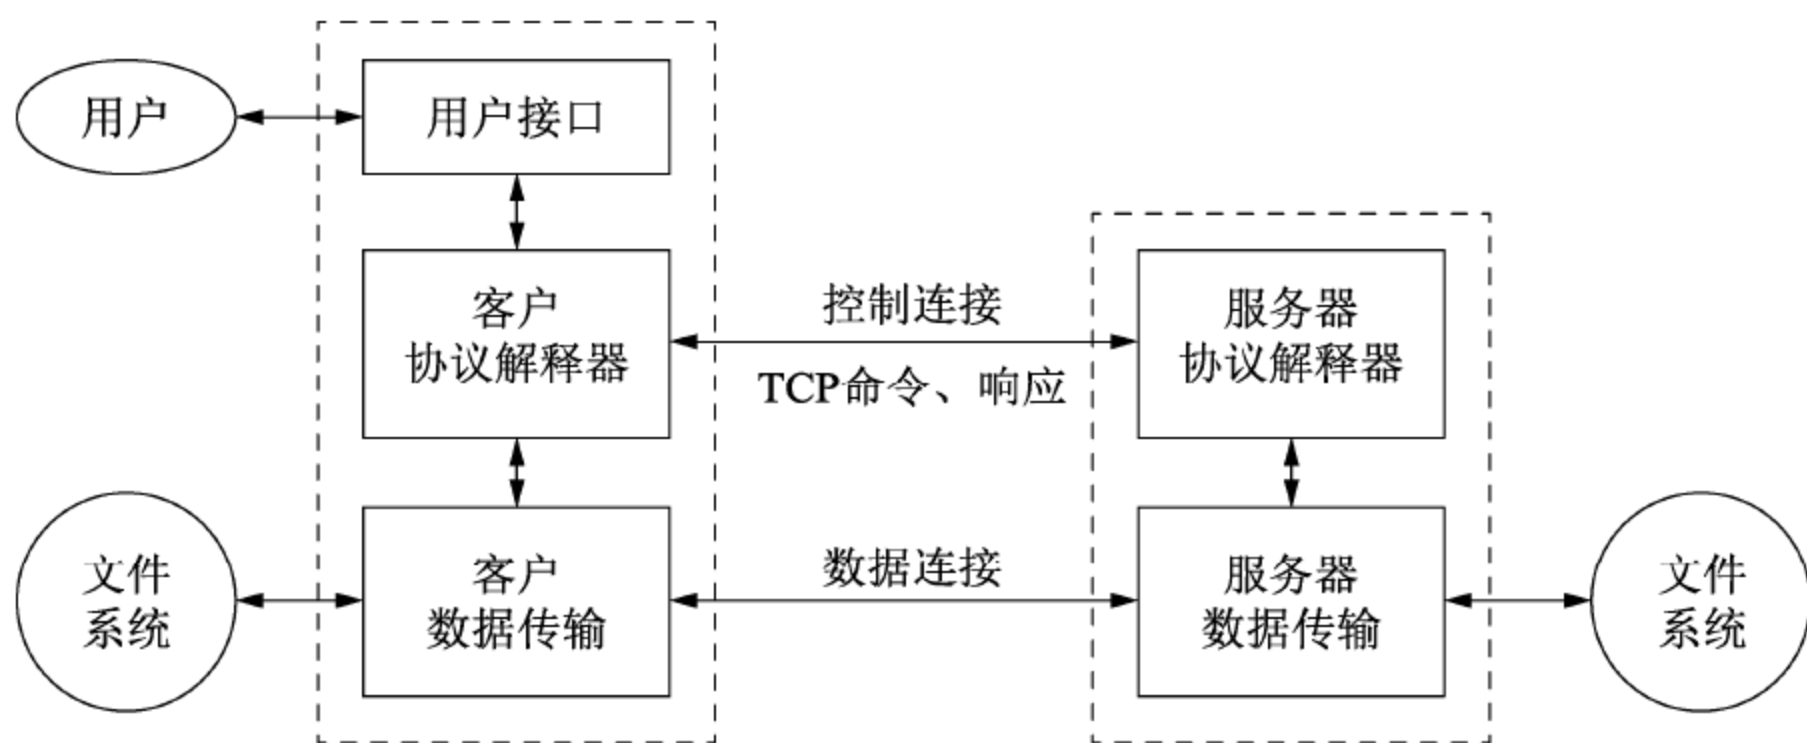 用户
用户接口
客户
协议解释器
控制连接
TCP命令、响应
服务器
协议解释器
文件
系统
客户
数据传输
数据连接
服务器
数据传输
文件
系统